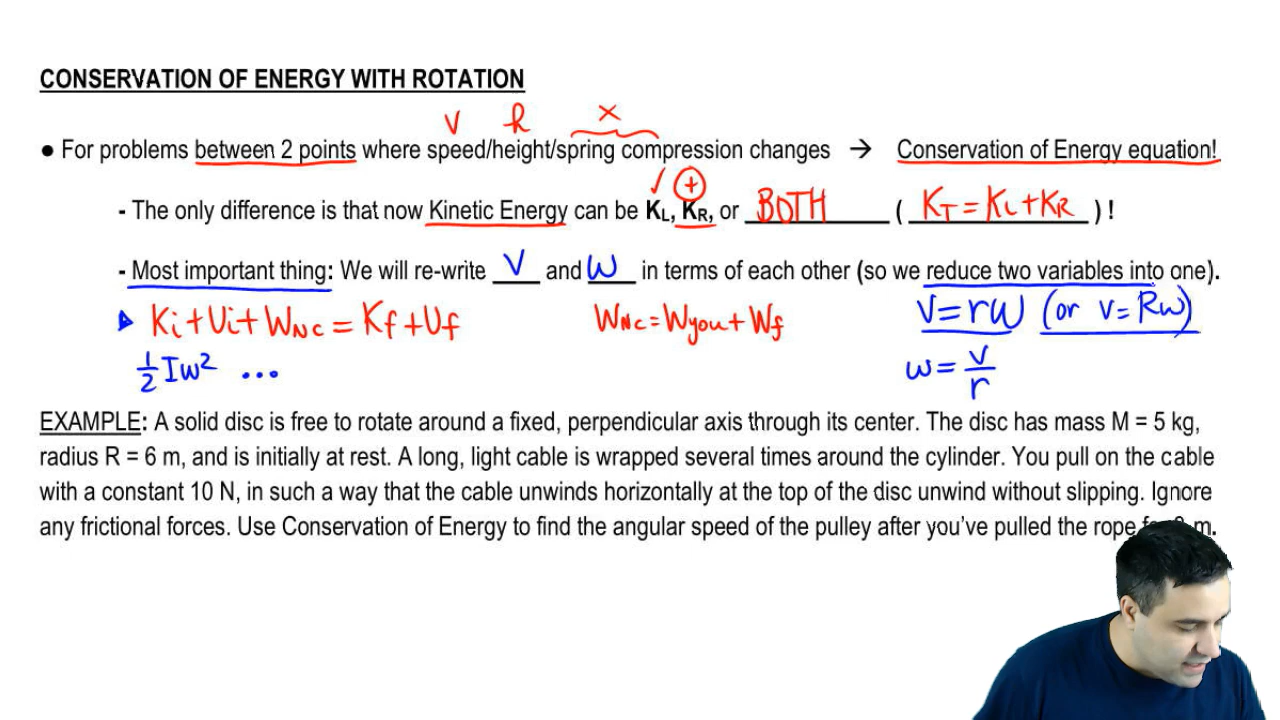 CONSERVATION OF ENERGY WITH ROTATION
V h x
● For problems between 2 points where speed/height/spring compression changes → Conservation of Energy equation!
✓ +
- The only difference is that now Kinetic Energy can be KL, KR, or BOTH ( KT = KL + KR ) !
- Most important thing: We will re-write V and ω in terms of each other (so we reduce two variables into one).
Ki + Ui + WNC = Kf + Uf WNC = Wyou + Wf V = rω (or V = Rω)
½ Iω² ... ω = v/r
EXAMPLE: A solid disc is free to rotate around a fixed, perpendicular axis through its center. The disc has mass M = 5 kg,
radius R = 6 m, and is initially at rest. A long, light cable is wrapped several times around the cylinder. You pull on the cable
with a constant 10 N, in such a way that the cable unwinds horizontally at the top of the disc unwind without slipping. Ignore
any frictional forces. Use Conservation of Energy to find the angular speed of the pulley after you've pulled the rope m.